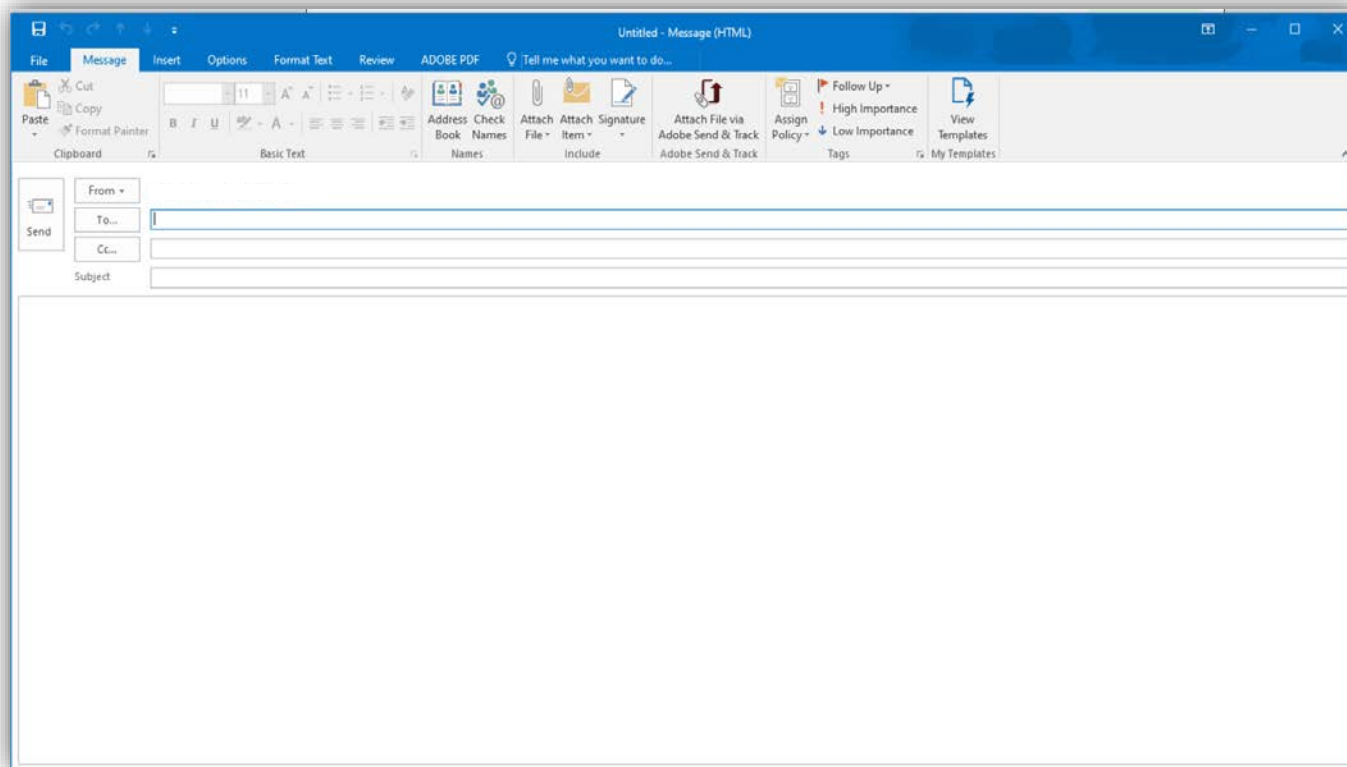 Untitled - Message (HTML)
File Message Insert Options Format Text Review ADOBE PDF Tell me what you want to do...
Cut
Copy
Format Painter
Paste
Clipboard
11
A A
B I U A
Basic Text
Address Book
Check Names
Names
Attach File
Attach Item
Signature
Include
Attach File via
Adobe Send & Track
Adobe Send & Track
Assign
Policy
Follow Up
High Importance
Low Importance
Tags
View
Templates
My Templates
Send
From
To...
Cc...
Subject